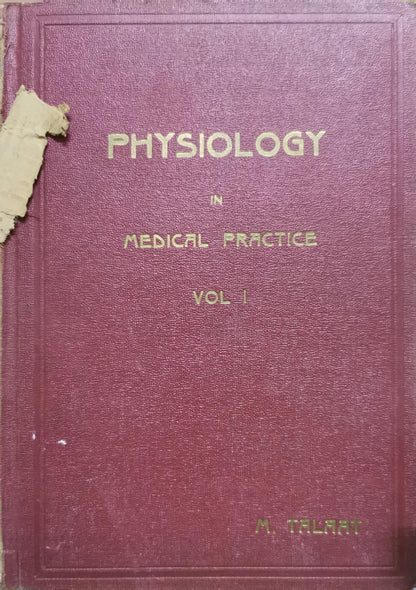 PHYSIOLOGY
IN
MEDICAL PRACTICE
VOL I
M. TALAAT